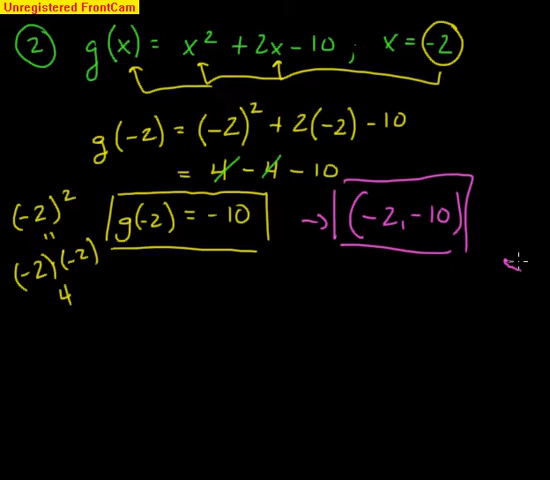 Unregistered FrontCam
2 g(x) = x² + 2x - 10 ; x = -2
g(-2) = (-2)² + 2(-2) - 10
= 4 - 4 - 10
(-2)²
g(-2) = -10 → (-2, -10)
"
(-2)(-2)
4